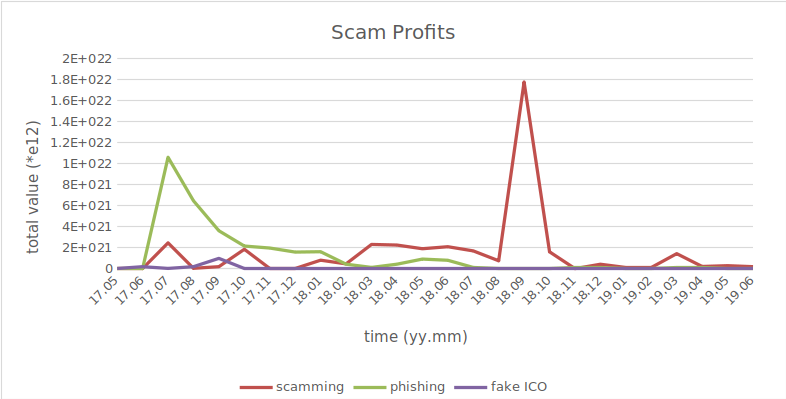 Scam Profits
total value (*e12)
2E+022
1.8E+022
1.6E+022
1.4E+022
1.2E+022
1E+022
8E+021
6E+021
4E+021
2E+021
0
17.05 17.06 17.07 17.08 17.09 17.10 17.11 17.12 18.01 18.02 18.03 18.04 18.05 18.06 18.07 18.08 18.09 18.10 18.11 18.12 19.01 19.02 19.03 19.04 19.05 19.06
time (yy.mm)
scamming phishing fake ICO